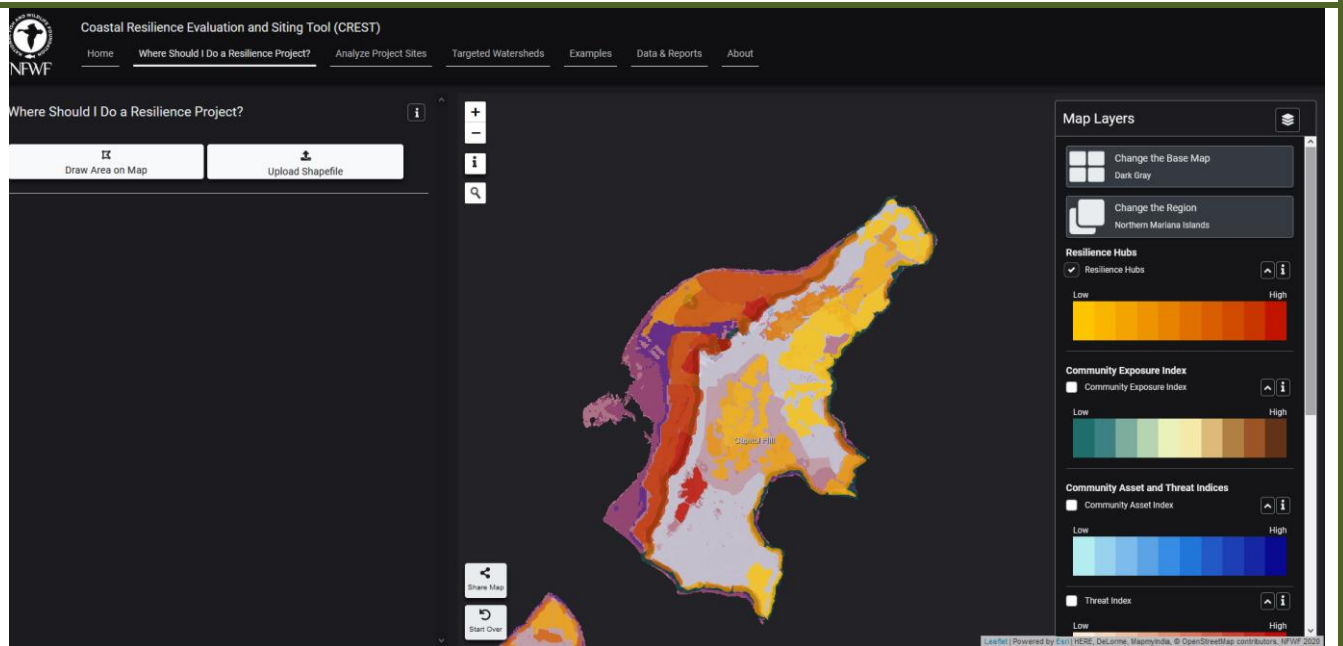 Coastal Resilience Evaluation and Siting Tool (CREST)
NFWF
Home Where Should I Do a Resilience Project? Analyze Project Sites Targeted Watersheds Examples Data & Reports About
Where Should I Do a Resilience Project?
Draw Area on Map
Upload Shapefile
Capitol Hill
Share Map
Start Over
Map Layers
Change the Base Map
Dark Gray
Change the Region
Northern Mariana Islands
Resilience Hubs
Resilience Hubs
Low High
Community Exposure Index
Community Exposure Index
Low High
Community Asset and Threat Indices
Community Asset Index
Low High
Threat Index
Low High
Leaflet | Powered by Esri | HERE, DeLorme, MapmyIndia, © OpenStreetMap contributors, NFWF 2020